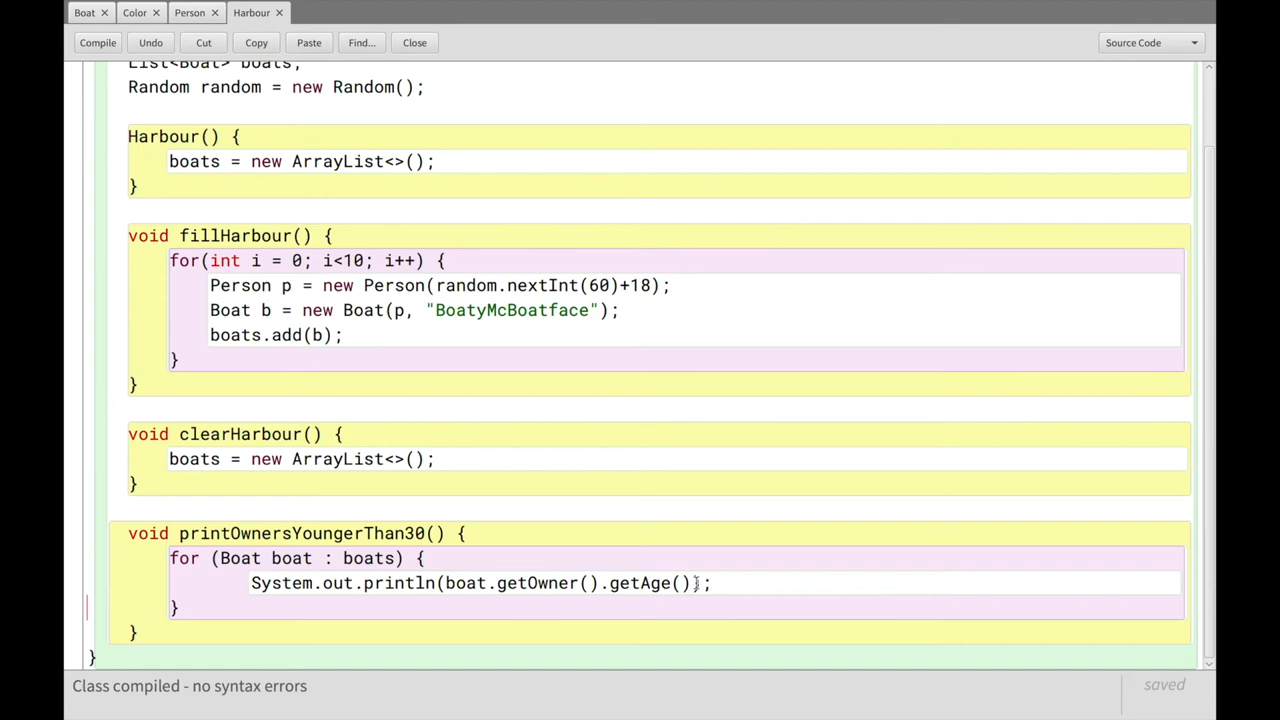 Boat × Color × Person × Harbour ×
Compile Undo Cut Copy Paste Find... Close Source Code
List<Boat> boats;
Random random = new Random();
Harbour() {
boats = new ArrayList<>();
}
void fillHarbour() {
for(int i = 0; i<10; i++) {
Person p = new Person(random.nextInt(60)+18);
Boat b = new Boat(p, "BoatyMcBoatface");
boats.add(b);
}
}
void clearHarbour() {
boats = new ArrayList<>();
}
void printOwnersYoungerThan30() {
for (Boat boat : boats) {
System.out.println(boat.getOwner().getAge());
}
}
}
Class compiled - no syntax errors saved